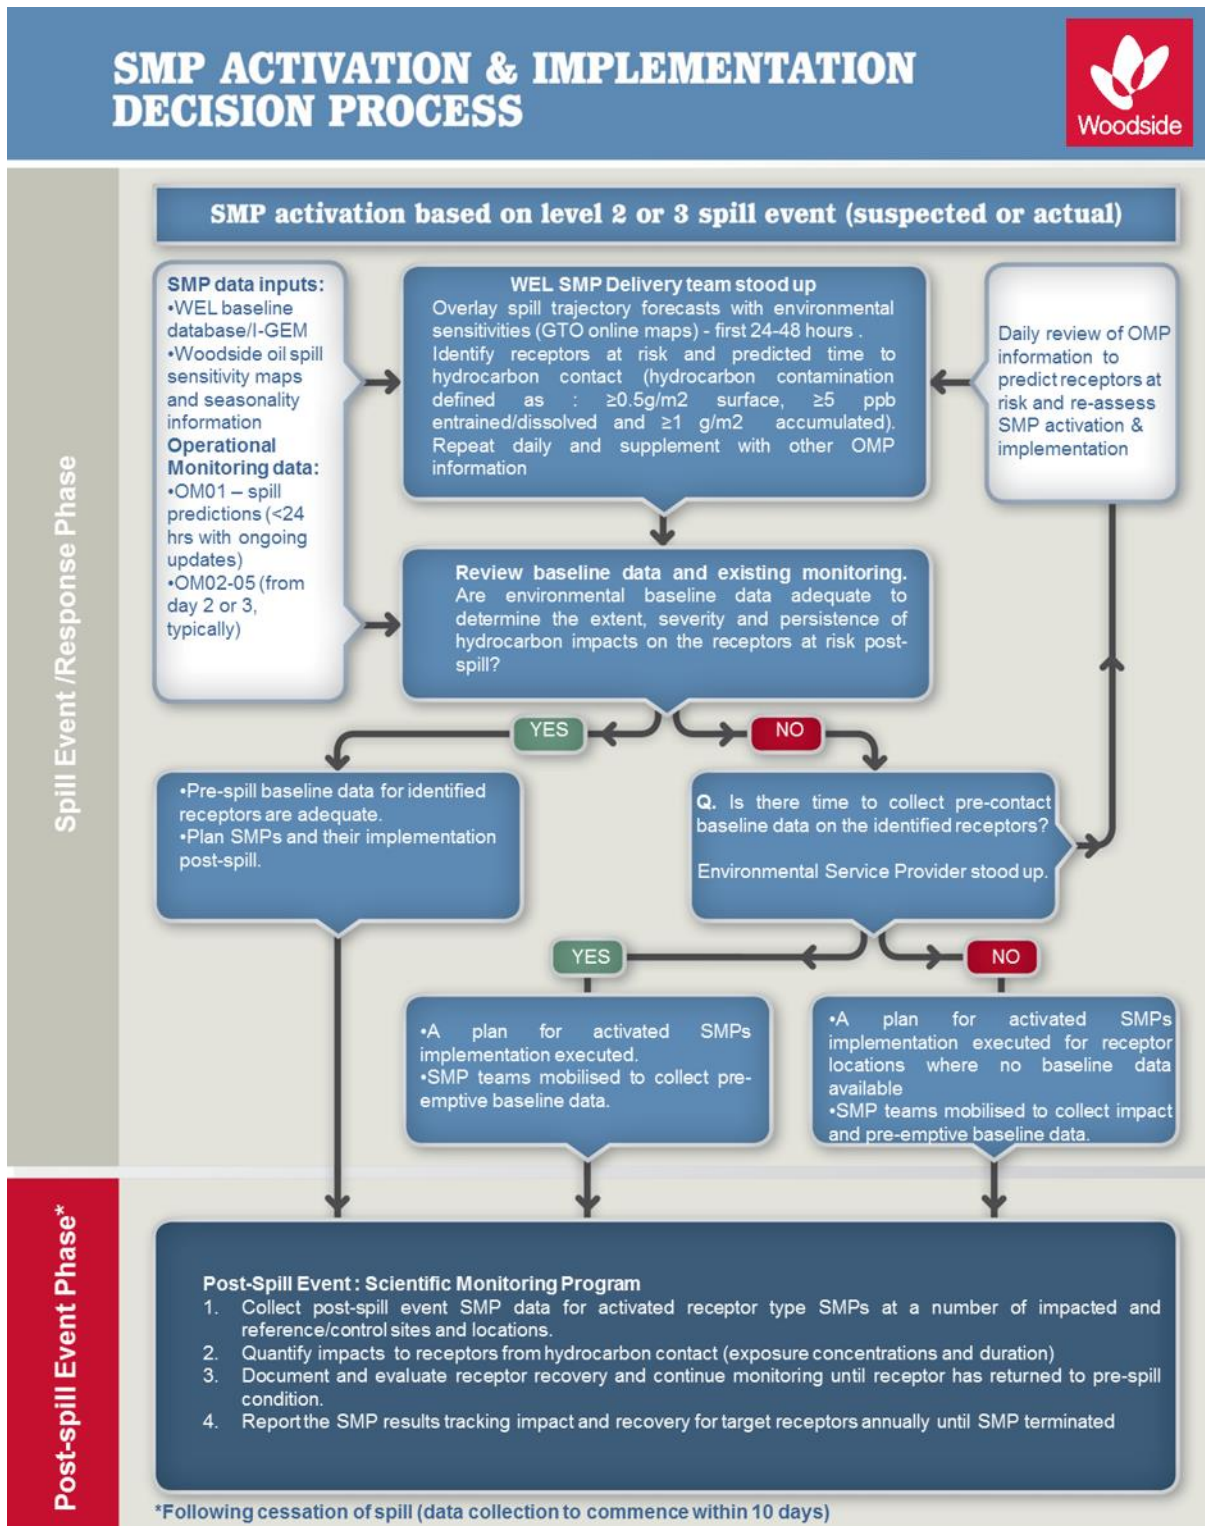 SMP ACTIVATION & IMPLEMENTATION
DECISION PROCESS
Woodside
SMP activation based on level 2 or 3 spill event (suspected or actual)
Spill Event /Response Phase
SMP data inputs:
•WEL baseline
database/I-GEM
•Woodside oil spill
sensitivity maps
and seasonality
information
Operational
Monitoring data:
•OM01 – spill
predictions (<24
hrs with ongoing
updates)
•OM02-05 (from
day 2 or 3,
typically)
WEL SMP Delivery team stood up
Overlay spill trajectory forecasts with environmental
sensitivities (GTO online maps) - first 24-48 hours .
Identify receptors at risk and predicted time to
hydrocarbon contact (hydrocarbon contamination
defined as : ≥0.5g/m2 surface, ≥5 ppb
entrained/dissolved and ≥1 g/m2 accumulated).
Repeat daily and supplement with other OMP
information
Daily review of OMP
information to
predict receptors at
risk and re-assess
SMP activation &
implementation
Review baseline data and existing monitoring.
Are environmental baseline data adequate to
determine the extent, severity and persistence of
hydrocarbon impacts on the receptors at risk post-
spill?
YES
NO
•Pre-spill baseline data for identified
receptors are adequate.
•Plan SMPs and their implementation
post-spill.
Q. Is there time to collect pre-contact
baseline data on the identified receptors?
Environmental Service Provider stood up.
YES
NO
•A plan for activated SMPs
implementation executed.
•SMP teams mobilised to collect pre-
emptive baseline data.
•A plan for activated SMPs
implementation executed for receptor
locations where no baseline data
available
•SMP teams mobilised to collect impact
and pre-emptive baseline data.
Post-spill Event Phase*
Post-Spill Event : Scientific Monitoring Program
1. Collect post-spill event SMP data for activated receptor type SMPs at a number of impacted and
reference/control sites and locations.
2. Quantify impacts to receptors from hydrocarbon contact (exposure concentrations and duration)
3. Document and evaluate receptor recovery and continue monitoring until receptor has returned to pre-spill
condition.
4. Report the SMP results tracking impact and recovery for target receptors annually until SMP terminated
*Following cessation of spill (data collection to commence within 10 days)